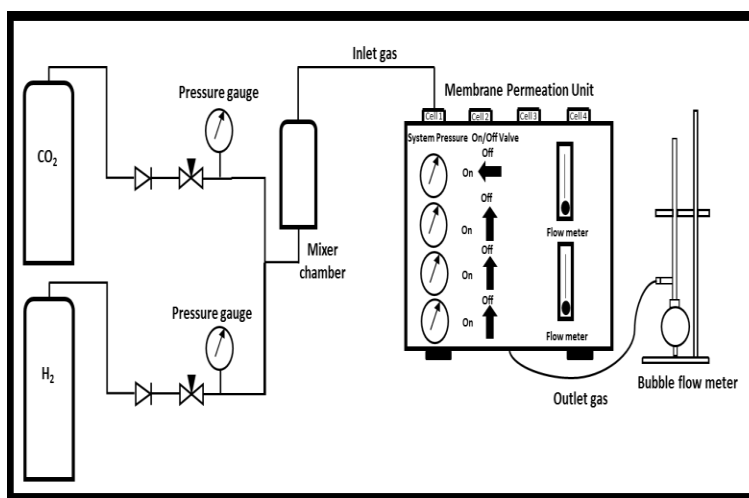 Inlet gas
Pressure gauge
CO2
Mixer chamber
Pressure gauge
H2
Membrane Permeation Unit
Cell 1 Cell 2 Cell 3 Cell 4
System Pressure On/Off Valve
Off
On
Off
On
Off
On
Off
On
Flow meter
Flow meter
Outlet gas
Bubble flow meter